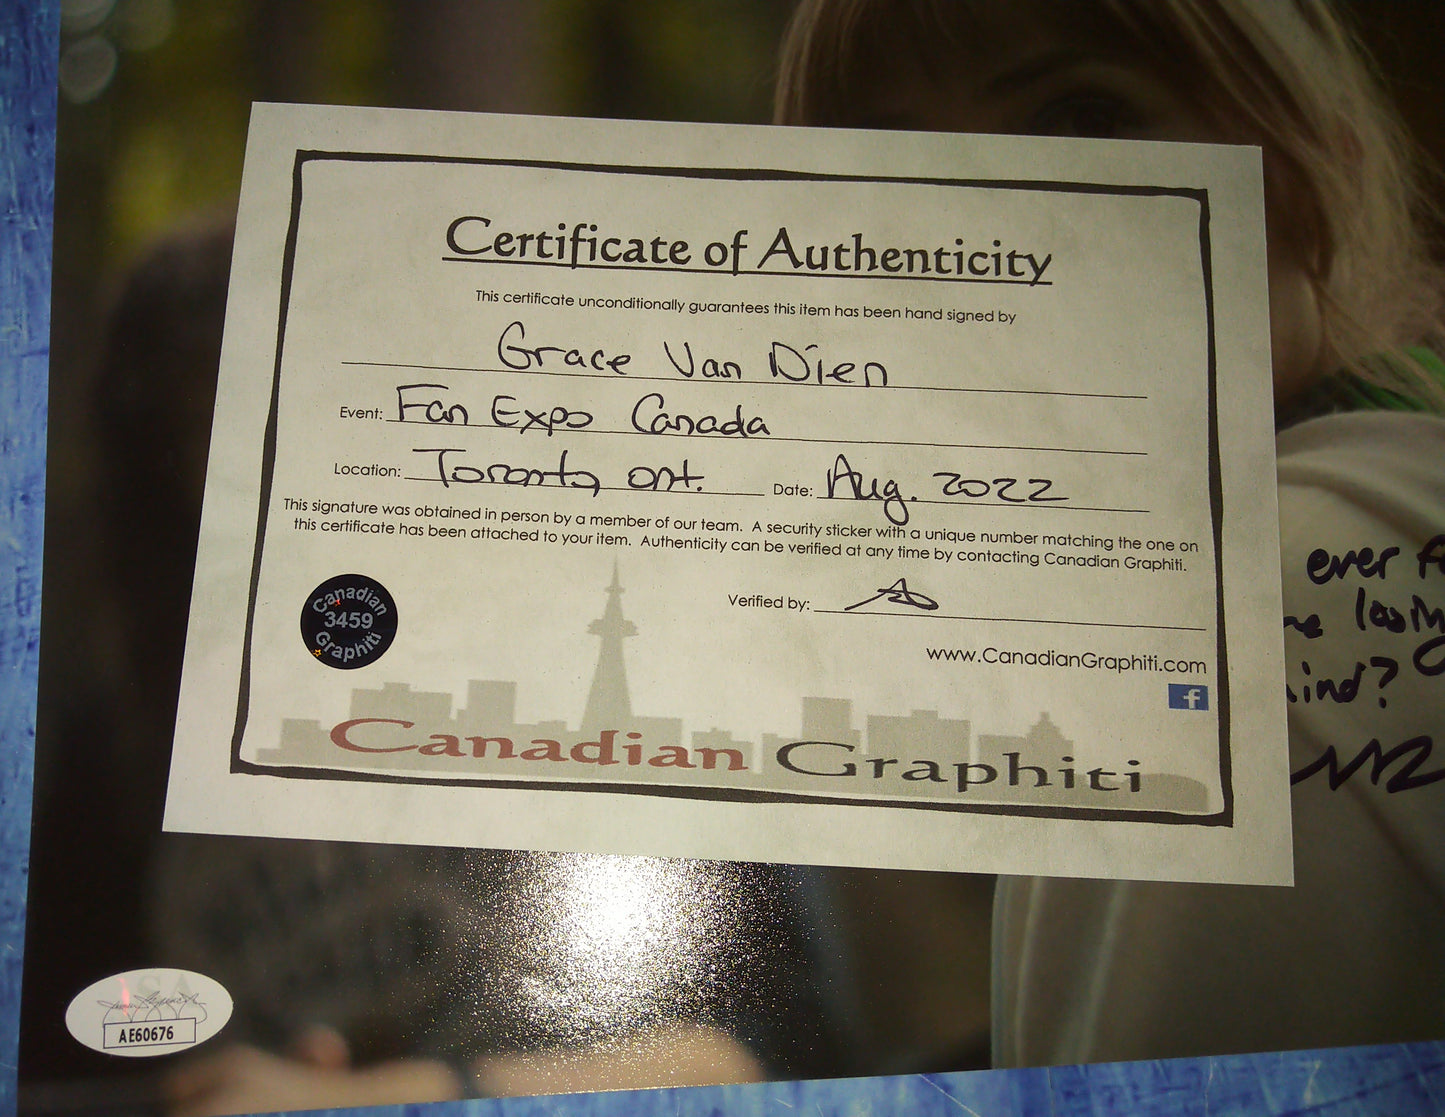 Certificate of Authenticity
This certificate unconditionally guarantees this item has been hand signed by
Grace Van Dien
Event: Fan Expo Canada
Location: Toronto, Ont. Date: Aug. 2022
This signature was obtained in person by a member of our team. A security sticker with a unique number matching the one on
this certificate has been attached to your item. Authenticity can be verified at any time by contacting Canadian Graphiti.
Verified by:
Canadian
3459
Graphiti
www.CanadianGraphiti.com
f
Canadian Graphiti
ever
JSA
AE60676